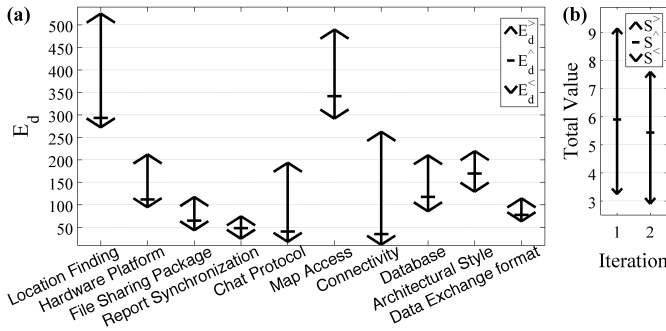 (a)
E_d
500
450
400
350
300
250
200
150
100
50
E_d^>
E_d^^
E_d^<
Location Finding
Hardware Platform
File Sharing Package
Report Synchronization
Chat Protocol
Map Access
Connectivity
Database
Architectural Style
Data Exchange format
(b)
Total Value
9
8
7
6
5
4
3
S^>
S^^
S^<
1 2
Iteration